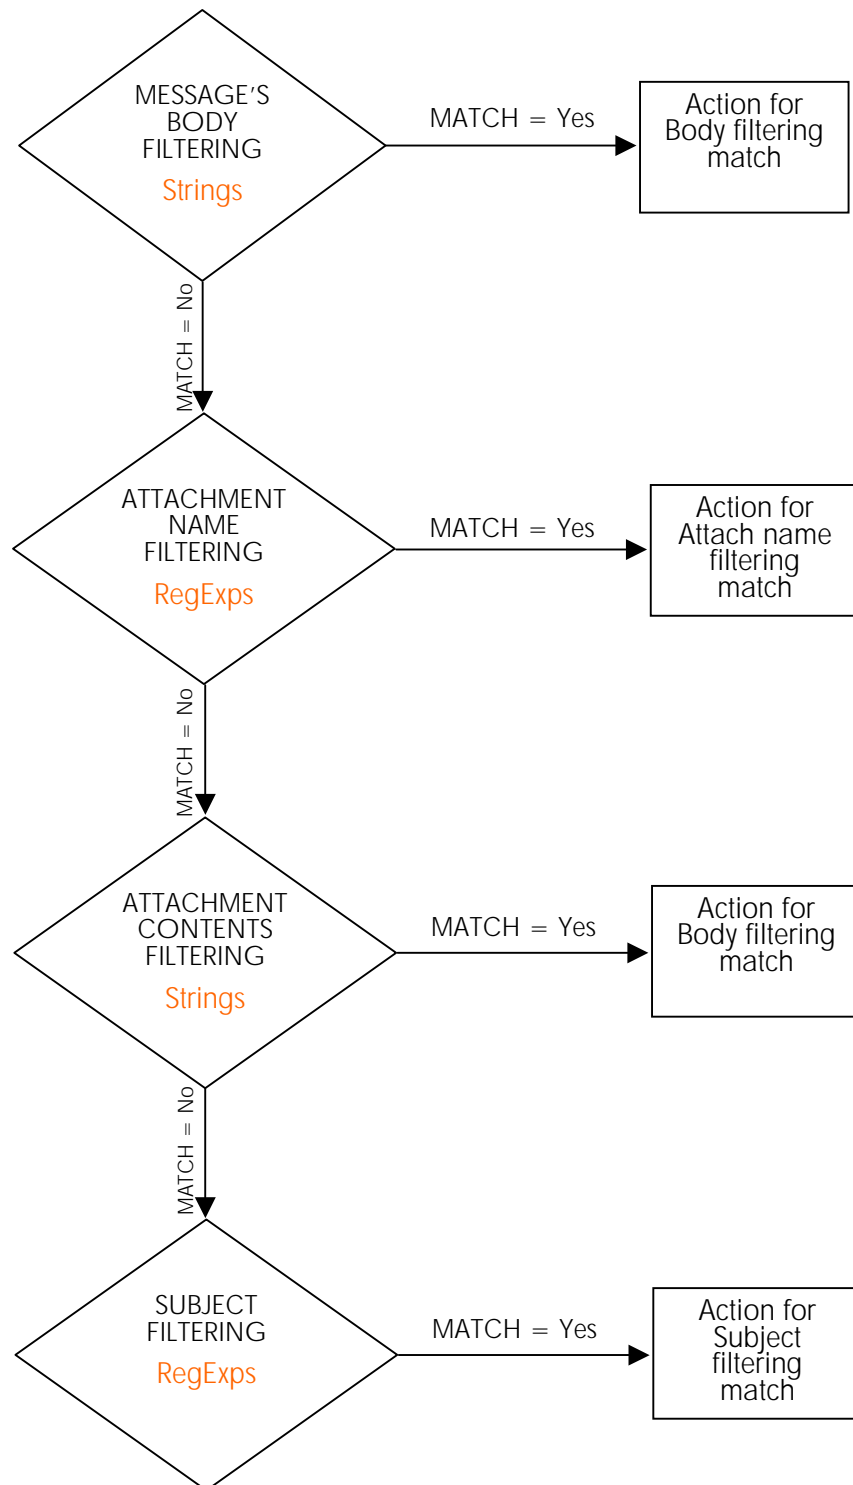 MESSAGE'S
BODY
FILTERING
Strings
MATCH = Yes
Action for
Body filtering
match
MATCH = No
ATTACHMENT
NAME
FILTERING
RegExps
MATCH = Yes
Action for
Attach name
filtering
match
MATCH = No
ATTACHMENT
CONTENTS
FILTERING
Strings
MATCH = Yes
Action for
Body filtering
match
MATCH = No
SUBJECT
FILTERING
RegExps
MATCH = Yes
Action for
Subject
filtering
match